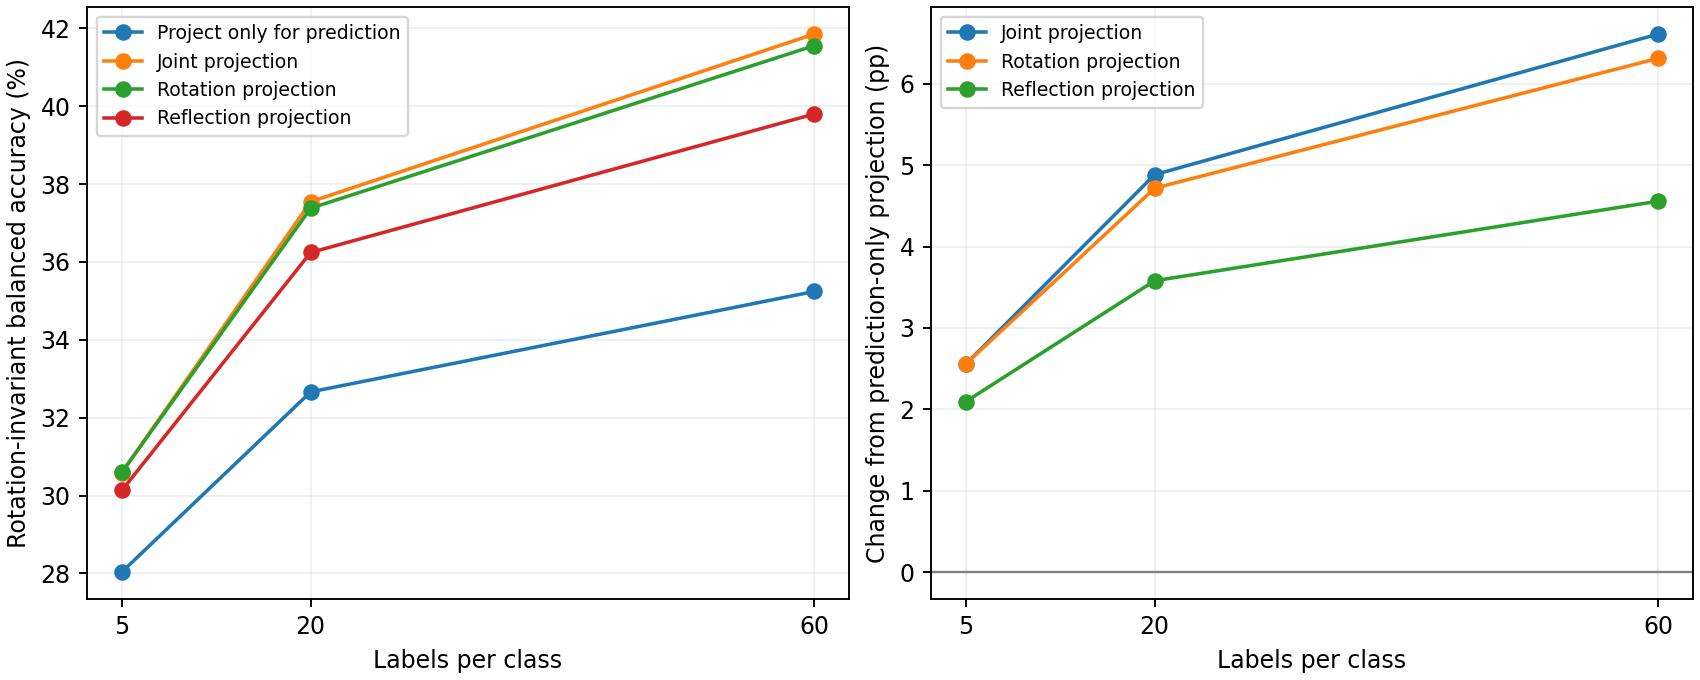 Rotation-invariant balanced accuracy (%)
42
40
38
36
34
32
30
28
Project only for prediction
Joint projection
Rotation projection
Reflection projection
5
20
60
Labels per class
Change from prediction-only projection (pp)
6
5
4
3
2
1
0
Joint projection
Rotation projection
Reflection projection
5
20
60
Labels per class